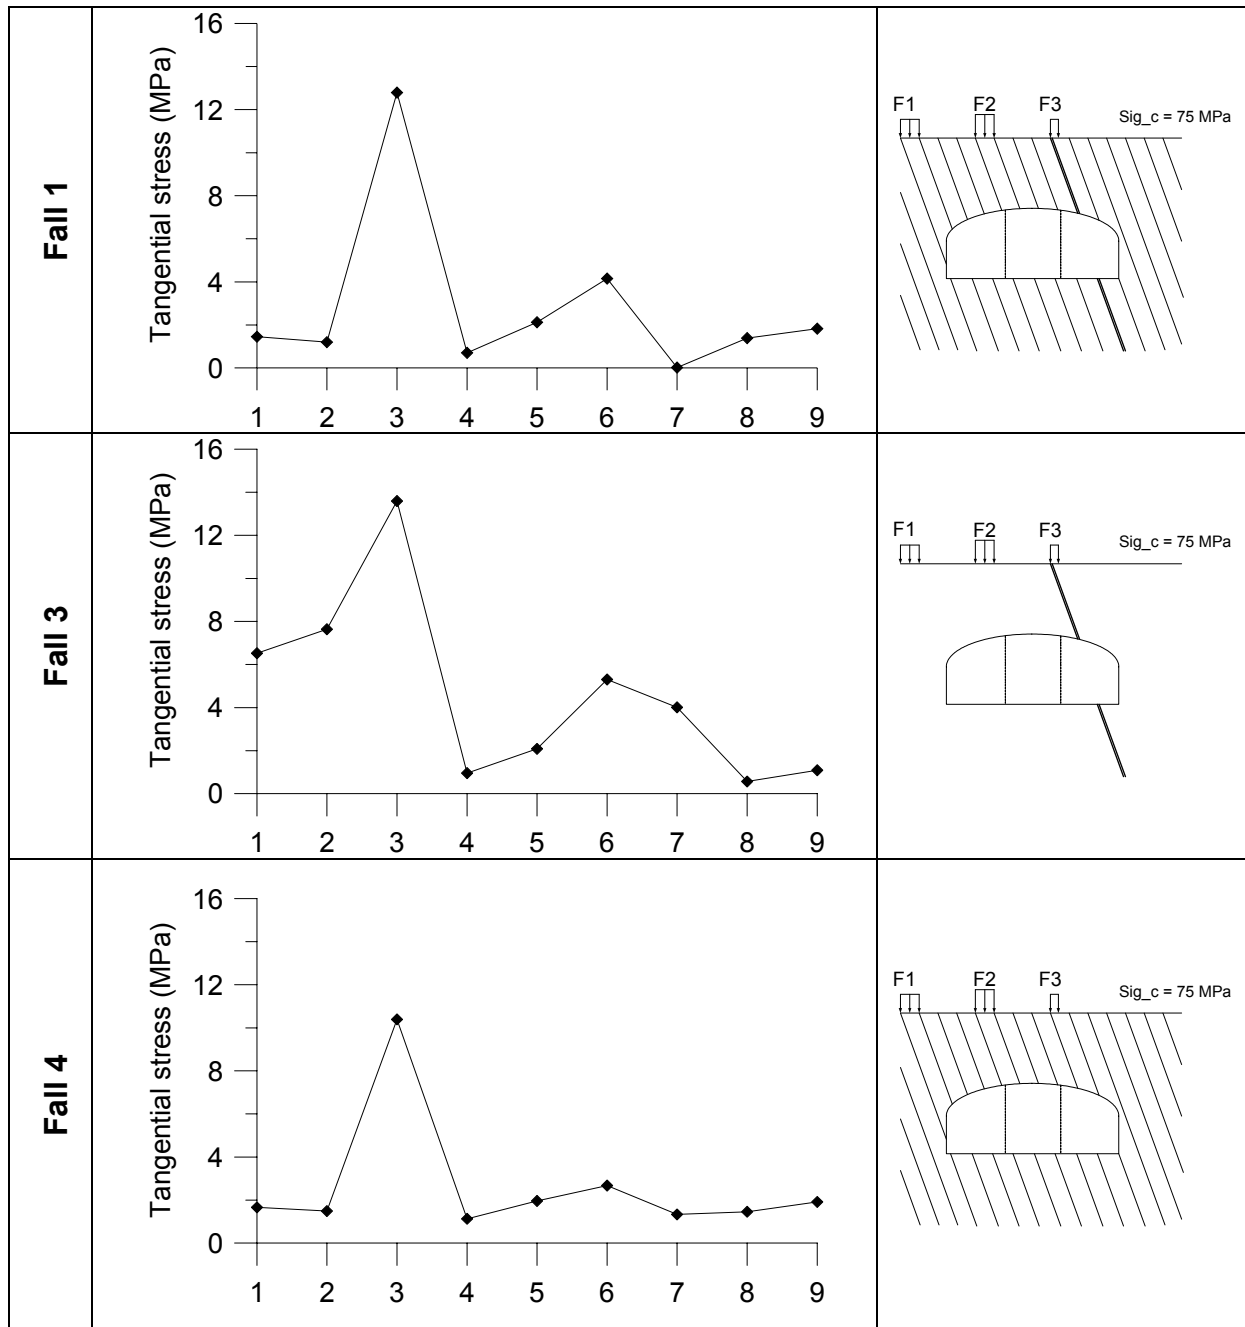 Fall 1
Tangential stress (MPa)
16
12
8
4
0
1 2 3 4 5 6 7 8 9
F1 F2 F3 Sig_c = 75 MPa
Fall 3
Tangential stress (MPa)
16
12
8
4
0
1 2 3 4 5 6 7 8 9
F1 F2 F3 Sig_c = 75 MPa
Fall 4
Tangential stress (MPa)
16
12
8
4
0
1 2 3 4 5 6 7 8 9
F1 F2 F3 Sig_c = 75 MPa